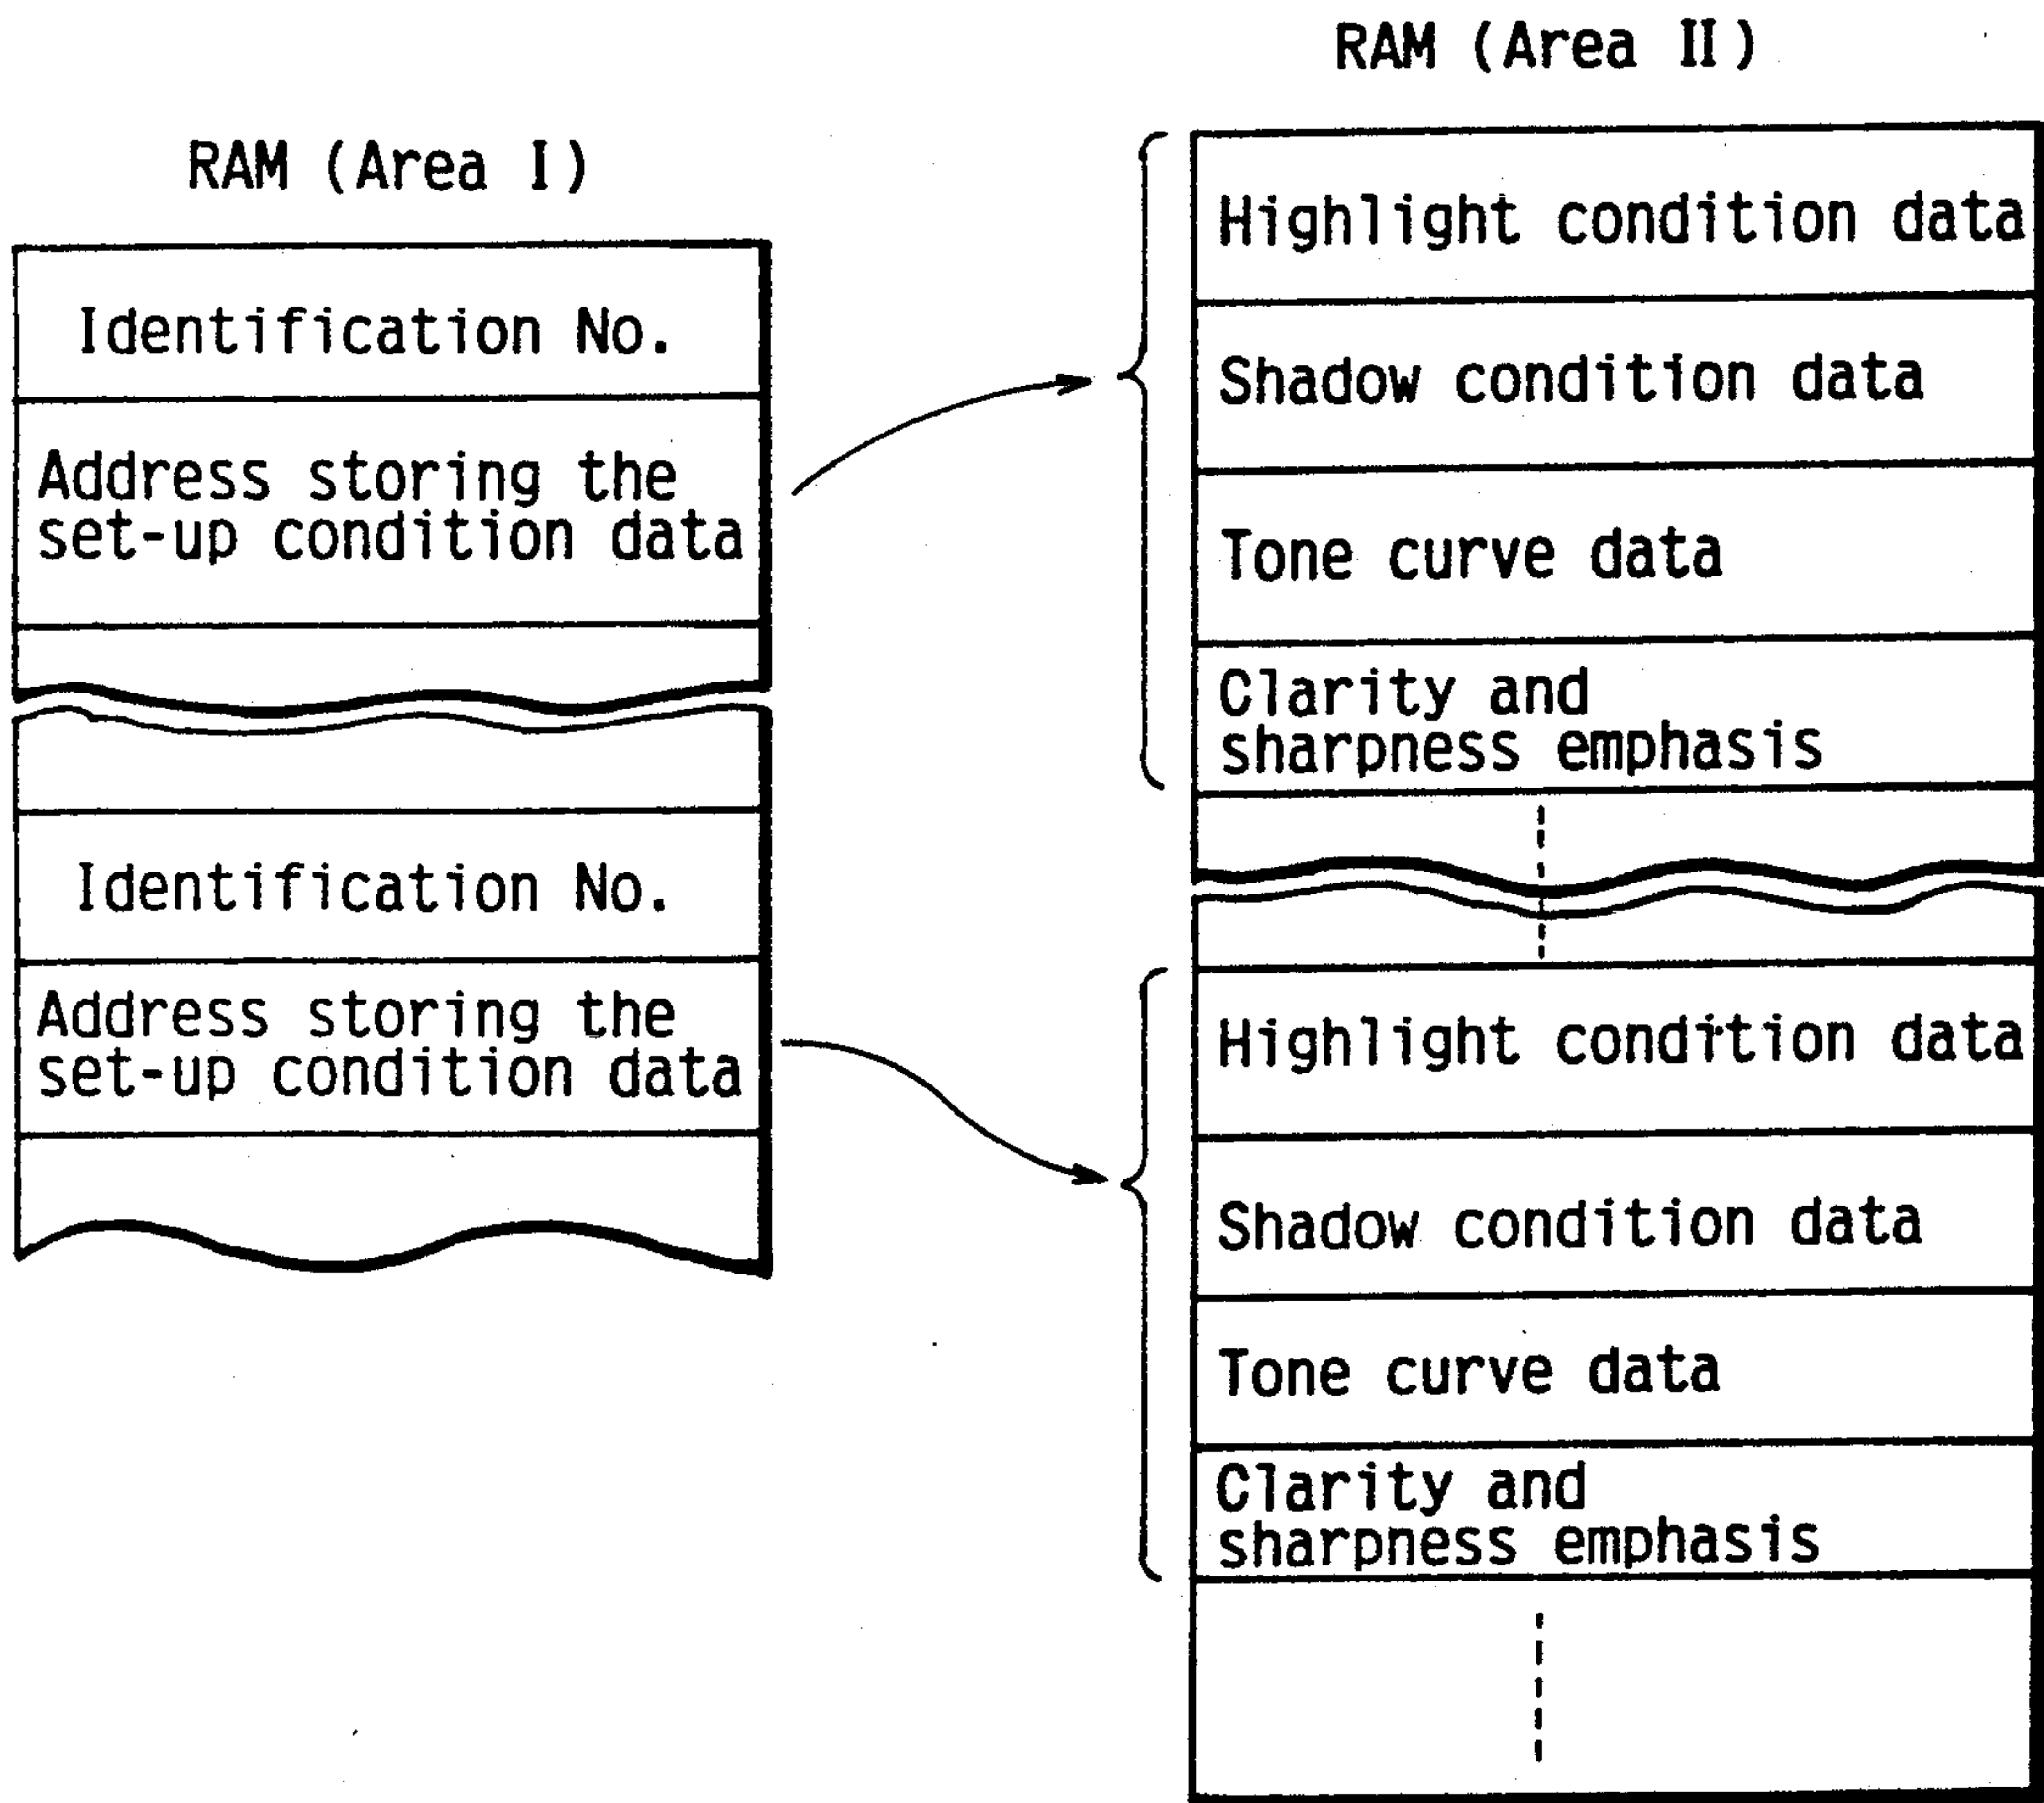 RAM (Area I)
Identification No.
Address storing the
set-up condition data
Identification No.
Address storing the
set-up condition data
RAM (Area II)
Highlight condition data
Shadow condition data
Tone curve data
Clarity and
sharpness emphasis
Highlight condition data
Shadow condition data
Tone curve data
Clarity and
sharpness emphasis